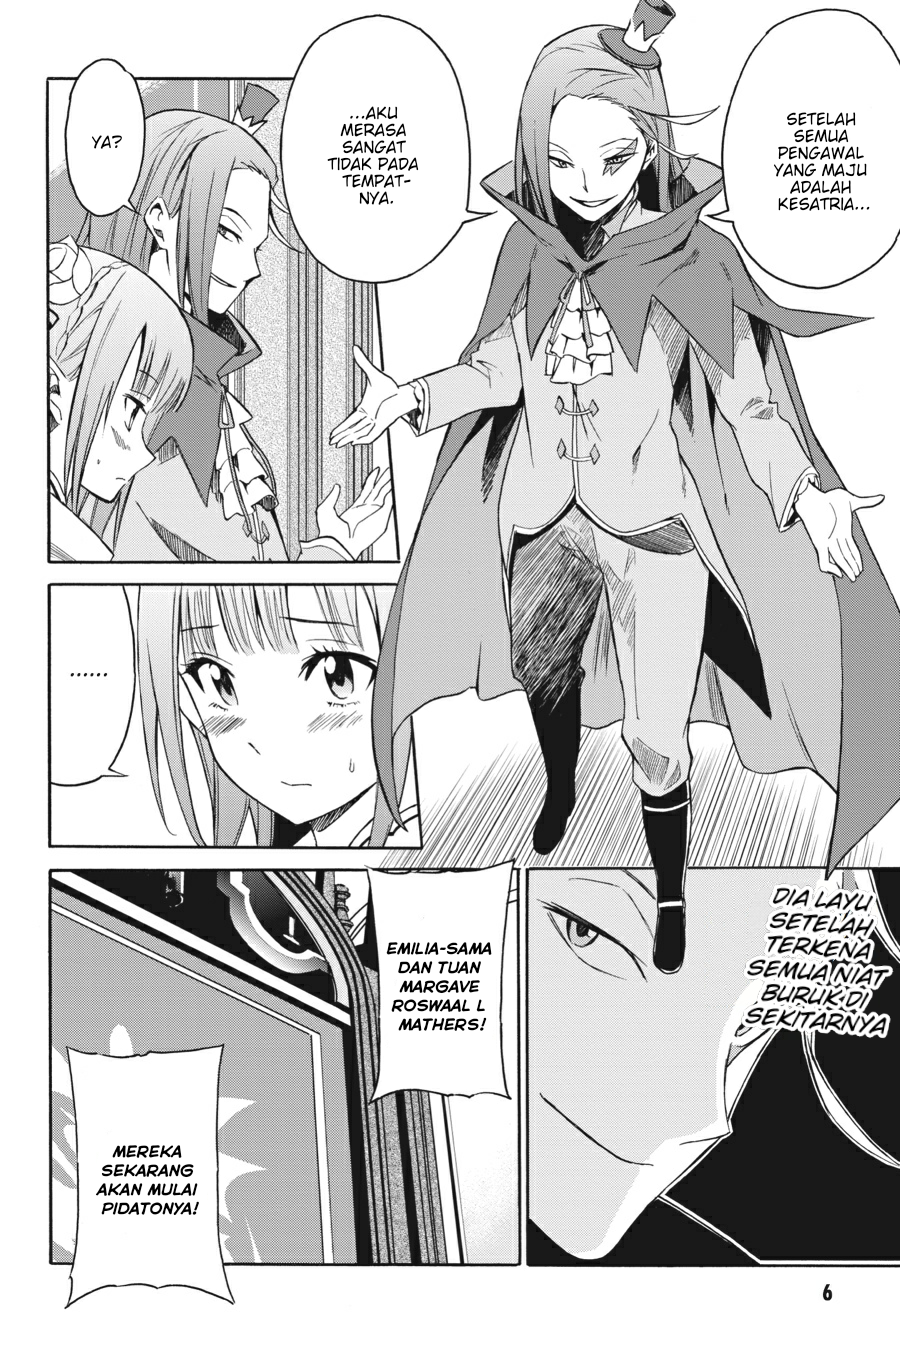 SETELAH
SEMUA
PENGAWAL
YANG MAJU
ADALAH
KESATRIA...
...AKU
MERASA
SANGAT
TIDAK PADA
TEMPAT-
NYA.
YA?
......
DIA LAYU
SETELAH
TERKENA
SEMUA NIAT
BURUK DI
SEKITARNYA
EMILIA-SAMA
DAN TUAN
MARGAVE
ROSWAAL L
MATHERS!
MEREKA
SEKARANG
AKAN MULAI
PIDATONYA!
6